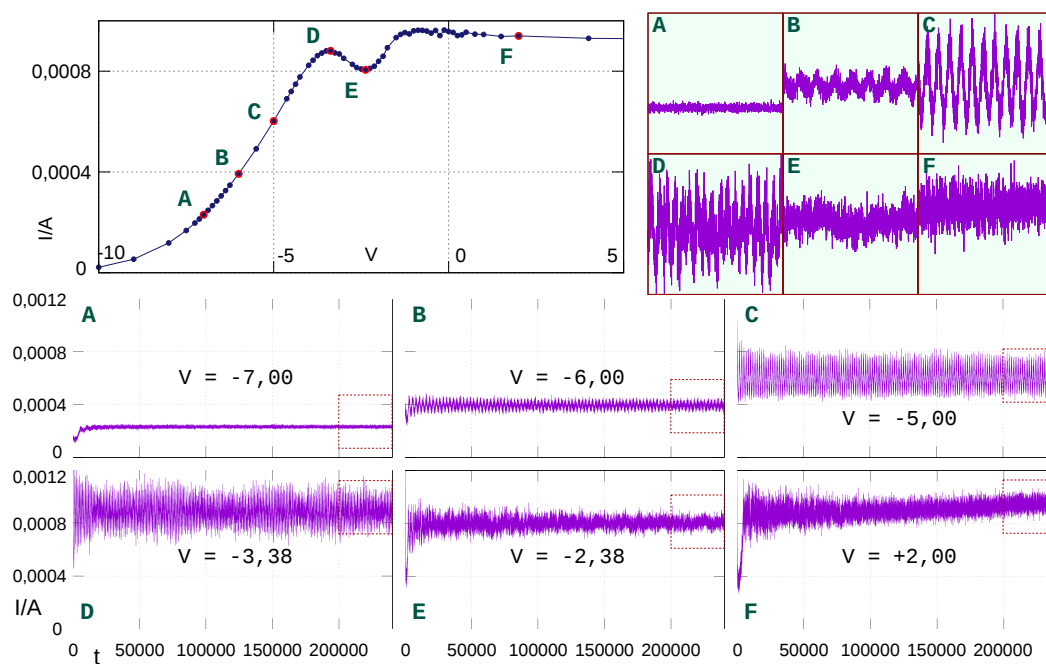 I/A
0,0008
0,0004
0
-10
-5
V
0
5
A
B
C
D
E
F
A
B
C
D
E
F
0,0012
0,0008
0,0004
0
A
V = -7,00
B
V = -6,00
C
V = -5,00
0,0012
0,0008
0,0004
0
I/A
D
V = -3,38
E
V = -2,38
F
V = +2,00
0 50000 100000 150000 200000
0 50000 100000 150000 200000
0 50000 100000 150000 200000
t